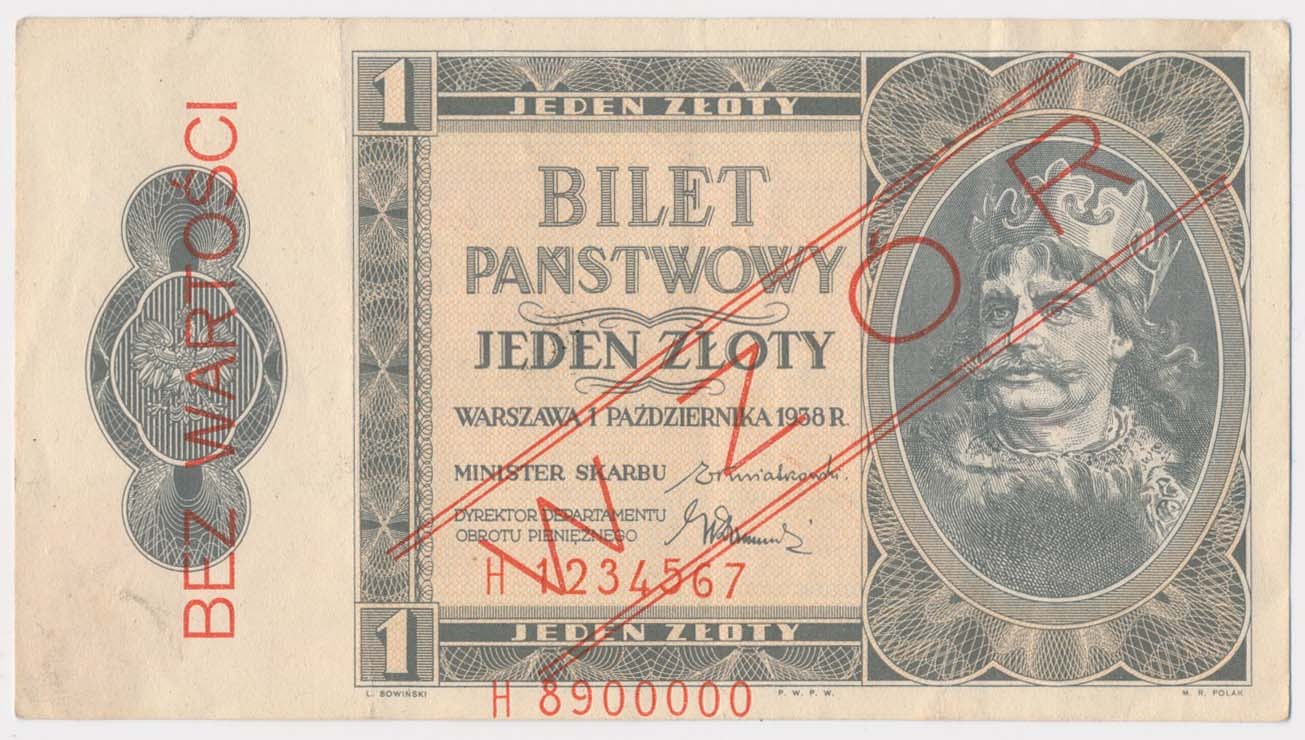 BEZ WARTOŚCI
1 JEDEN ZŁOTY
BILET
PAŃSTWOWY
JEDEN ZŁOTY
WARSZAWA 1 PAŹDZIERNIKA 1938 R.
MINISTER SKARBU
DYREKTOR DEPARTAMENTU
OBROTU PIENIĘŻNEGO
WZÓR
H 1234567
1 JEDEN ZŁOTY
L. SOWIŃSKI
H 8900000
P. W. P. W.
M. R. POLAK